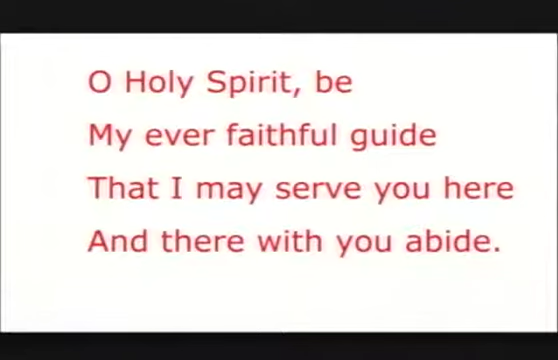 O Holy Spirit, be
My ever faithful guide
That I may serve you here
And there with you abide.